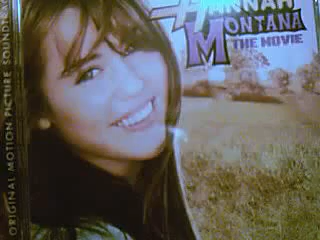 HANNAH
MONTANA
THE MOVIE
ORIGINAL MOTION PICTURE SOUNDTRACK